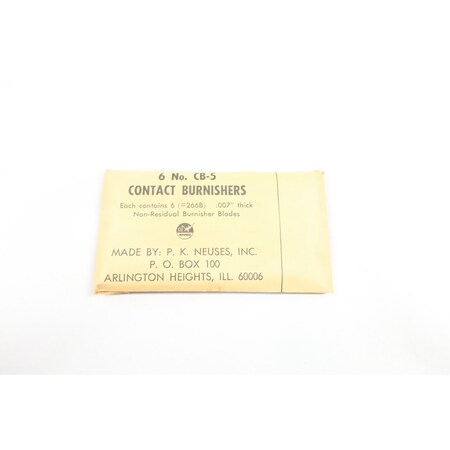 6 No. CB-5
CONTACT BURNISHERS
Each contains 6 (#266B) .007" thick
Non-Residual Burnisher Blades
MADE BY: P. K. NEUSES, INC.
P. O. BOX 100
ARLINGTON HEIGHTS, ILL. 60006